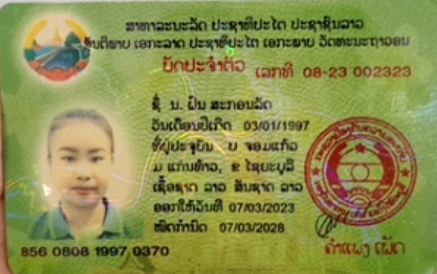 ສາທາລະນະລັດ ປະຊາທິປະໄຕ ປະຊາຊົນລາວ
ສັນຕິພາບ ເອກະລາດ ປະຊາທິປະໄຕ ເອກະພາບ ວັດທະນະຖາວອນ
ບັດປະຈຳຕົວ ເລກທີ 08-23 002323
ຊື່ ນ. ຝົນ ສະກອນລັດ
ວັນເດືອນປີເກີດ 03/01/1997
ທີ່ຢູ່ປະຈຸບັນ ບ ຈອມແກ້ວ
ມ ແກ່ນທ້າວ, ຂ ໄຊຍະບູລີ
ເຊື້ອຊາດ ລາວ ສັນຊາດ ລາວ
ອອກໃຫ້ວັນທີ 07/03/2023
ໝົດກຳນົດ 07/03/2028
856 0808 1997 0370